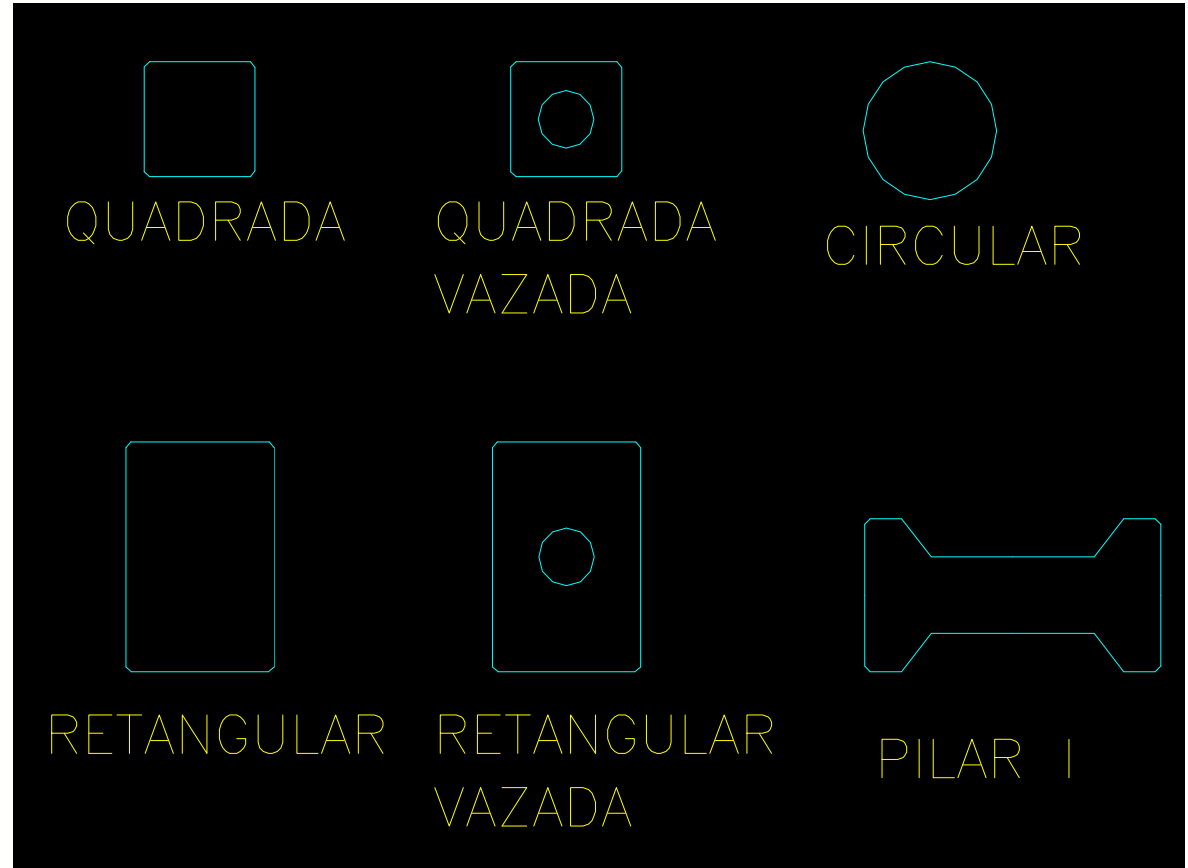 QUADRADA
QUADRADA
VAZADA
CIRCULAR
RETANGULAR
RETANGULAR
VAZADA
PILAR I